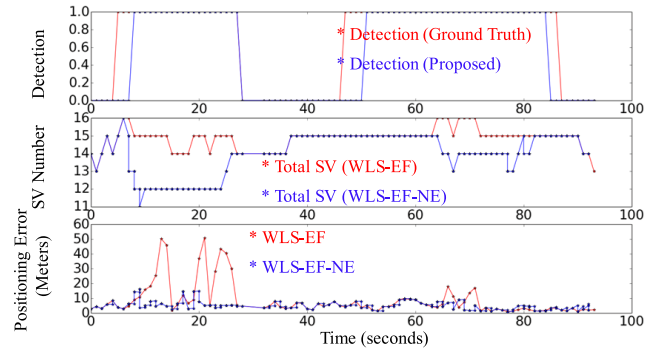 Detection
1.0
0.8
0.6
0.4
0.2
0.0
* Detection (Ground Truth)
* Detection (Proposed)
0 20 40 60 80 100
SV Number
16
15
14
13
12
11
* Total SV (WLS-EF)
* Total SV (WLS-EF-NE)
0 20 40 60 80 100
Positioning Error
(Meters)
60
50
40
30
20
10
0
* WLS-EF
* WLS-EF-NE
0 20 40 60 80 100
Time (seconds)